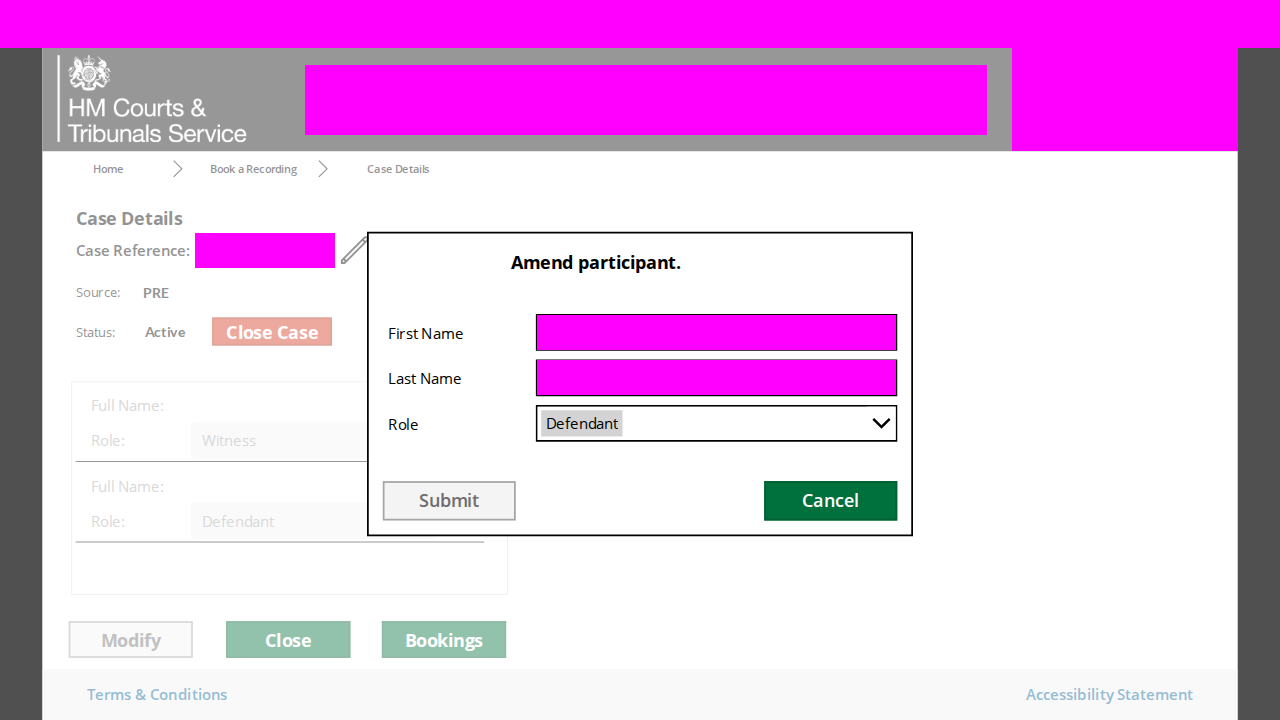 HM Courts &
Tribunals Service
Home
Book a Recording
Case Details
Case Details
Case Reference:
Source:
PRE
Status:
Active
Close Case
Full Name:
Role:
Witness
Full Name:
Role:
Defendant
Amend participant.
First Name
Last Name
Role
Defendant
Submit
Cancel
Modify
Close
Bookings
Terms & Conditions
Accessibility Statement